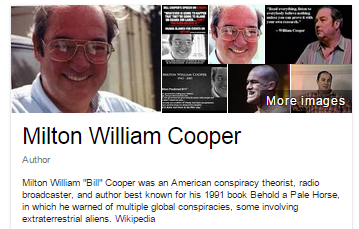 "Read everything, listen to
everybody believe nothing
unless you can prove it with
your own research."
- William Cooper
MILTON WILLIAM COOPER
More images
Milton William Cooper
Author
Milton William "Bill" Cooper was an American conspiracy theorist, radio
broadcaster, and author best known for his 1991 book Behold a Pale Horse,
in which he warned of multiple global conspiracies, some involving
extraterrestrial aliens. Wikipedia